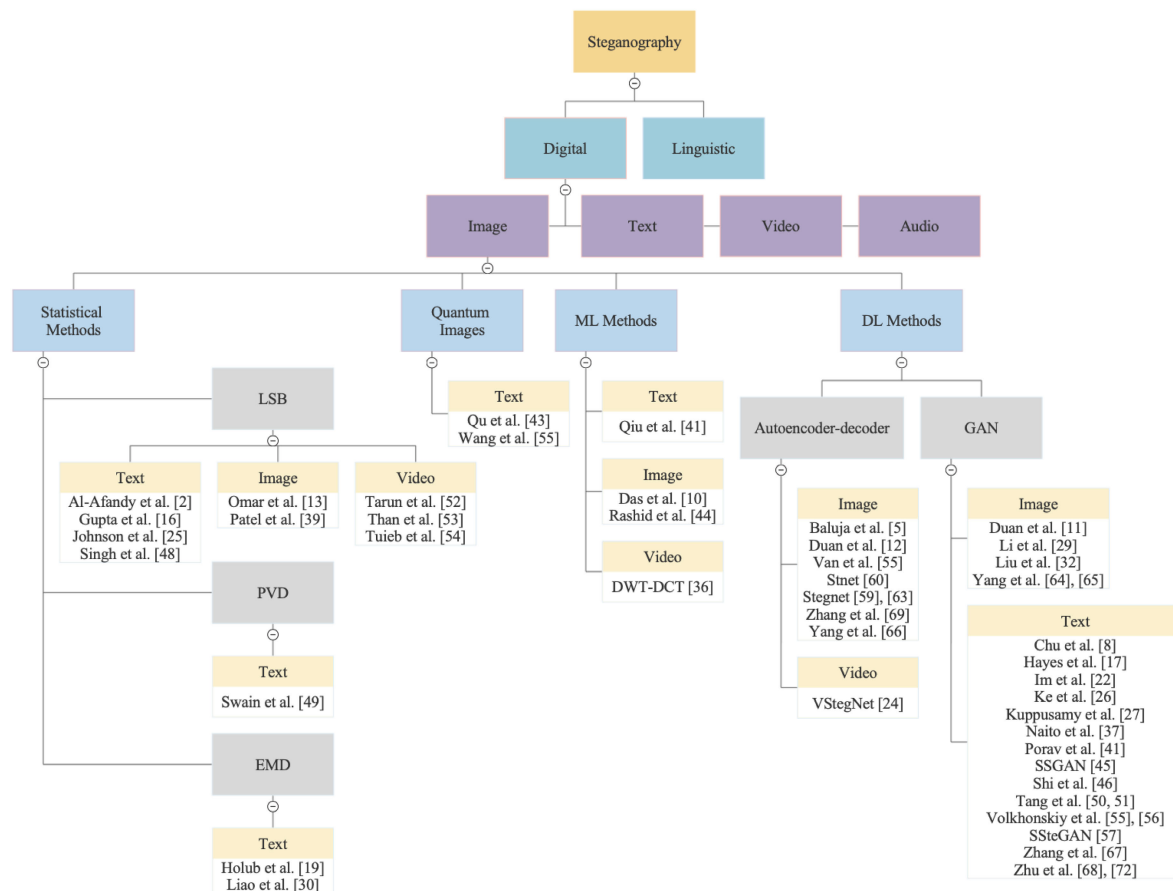 Steganography
Digital
Linguistic
Image
Text
Video
Audio
Statistical
Methods
Quantum
Images
ML Methods
DL Methods
LSB
Text
Al-Afandy et al. [2]
Gupta et al. [16]
Johnson et al. [25]
Singh et al. [48]
Image
Omar et al. [13]
Patel et al. [39]
Video
Tarun et al. [52]
Than et al. [53]
Tuieb et al. [54]
PVD
Text
Swain et al. [49]
EMD
Text
Holub et al. [19]
Liao et al. [30]
Text
Qu et al. [43]
Wang et al. [55]
Text
Qiu et al. [41]
Image
Das et al. [10]
Rashid et al. [44]
Video
DWT-DCT [36]
Autoencoder-decoder
Image
Baluja et al. [5]
Duan et al. [12]
Van et al. [55]
Stnet [60]
Stegnet [59], [63]
Zhang et al. [69]
Yang et al. [66]
Video
VStegNet [24]
GAN
Image
Duan et al. [11]
Li et al. [29]
Liu et al. [32]
Yang et al. [64], [65]
Text
Chu et al. [8]
Hayes et al. [17]
Im et al. [22]
Ke et al. [26]
Kuppusamy et al. [27]
Naito et al. [37]
Porav et al. [41]
SSGAN [45]
Shi et al. [46]
Tang et al. [50, 51]
Volkhonskiy et al. [55], [56]
SSteGAN [57]
Zhang et al. [67]
Zhu et al. [68], [72]